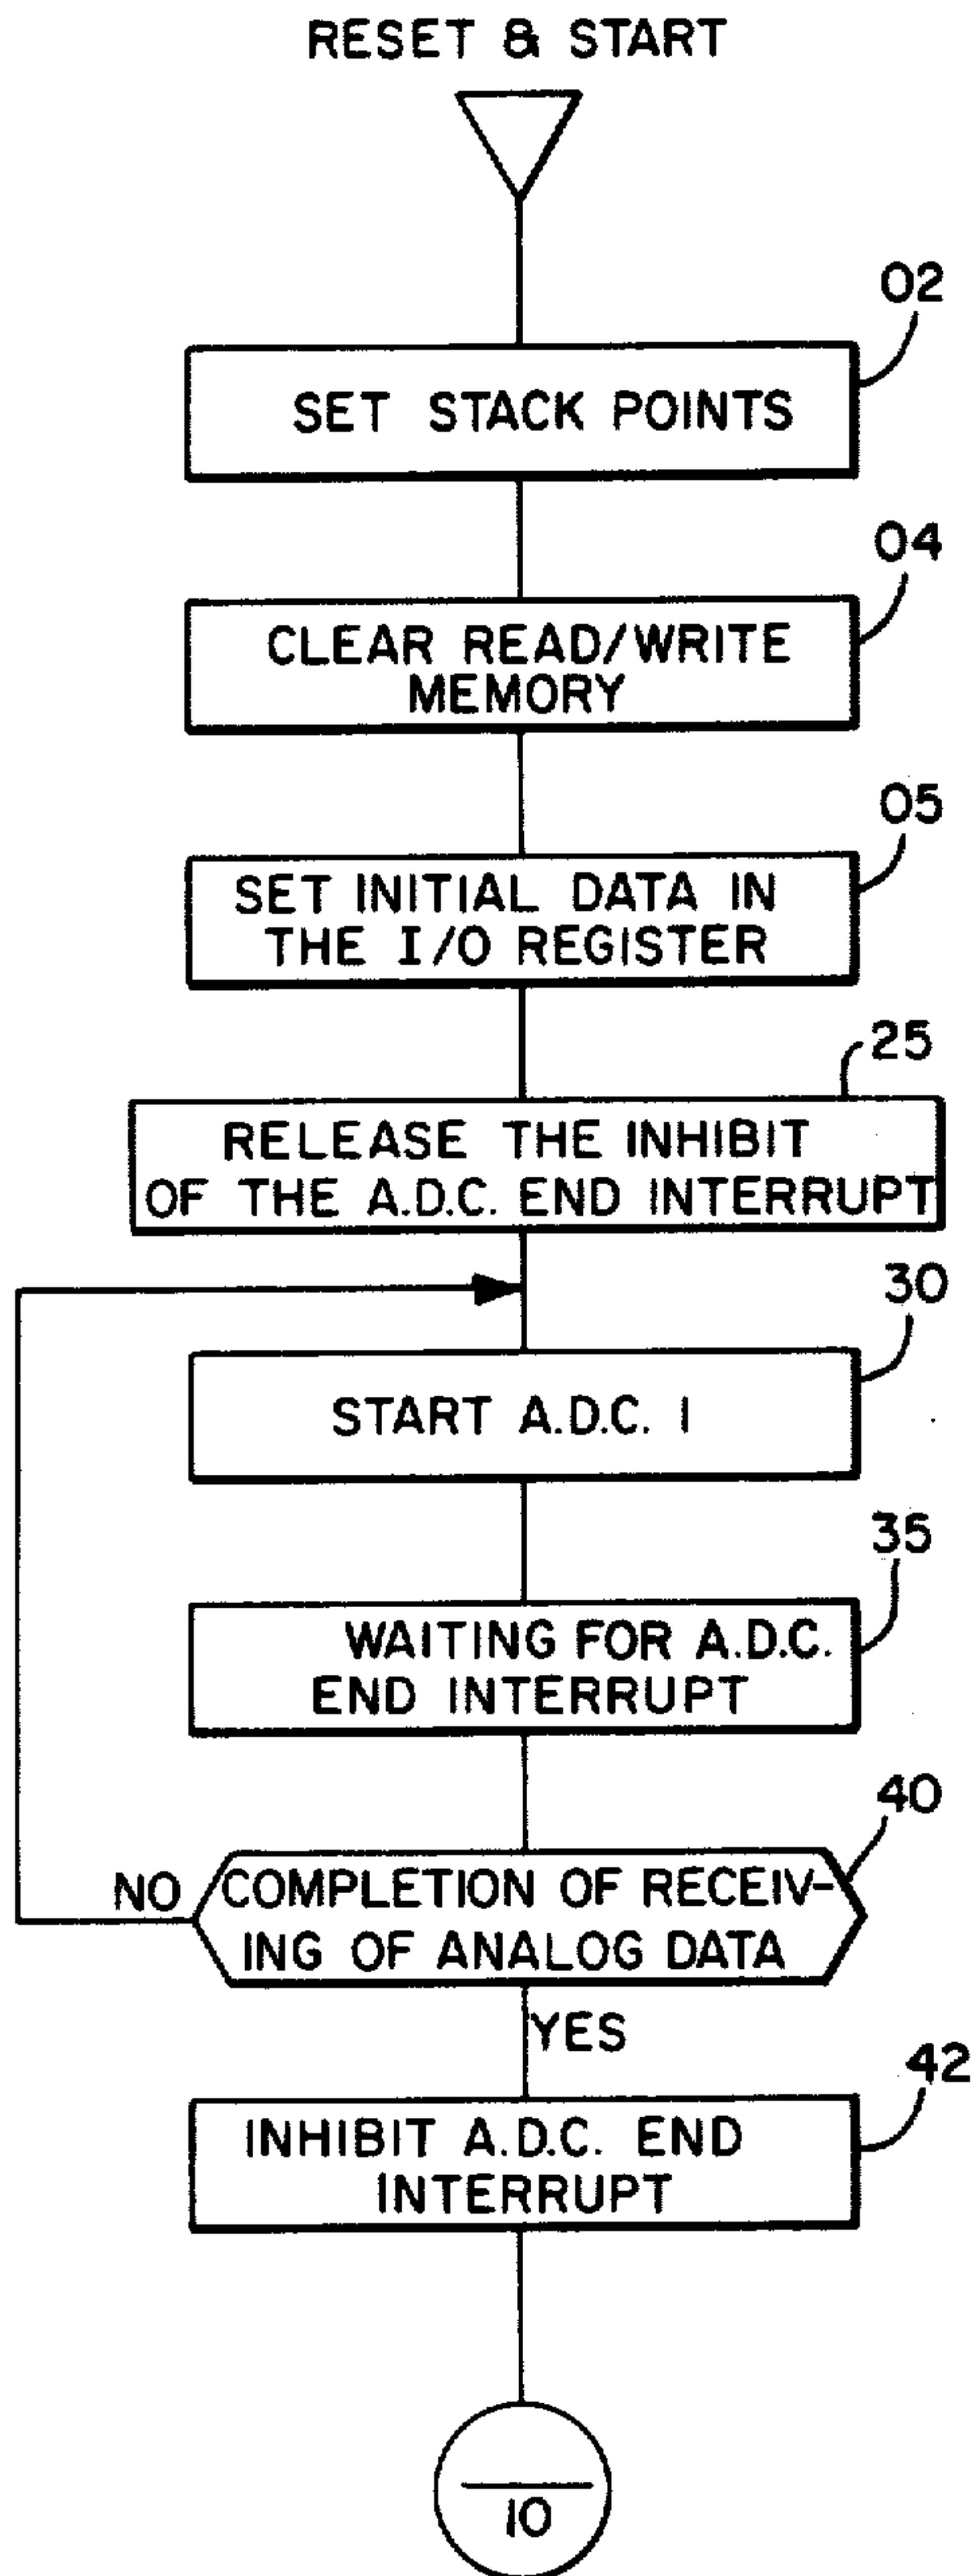 RESET & START
02
SET STACK POINTS
04
CLEAR READ/WRITE
MEMORY
05
SET INITIAL DATA IN
THE I/O REGISTER
25
RELEASE THE INHIBIT
OF THE A.D.C. END INTERRUPT
30
START A.D.C. 1
35
WAITING FOR A.D.C.
END INTERRUPT
40
NO
COMPLETION OF RECEIV-
ING OF ANALOG DATA
YES
42
INHIBIT A.D.C. END
INTERRUPT
10